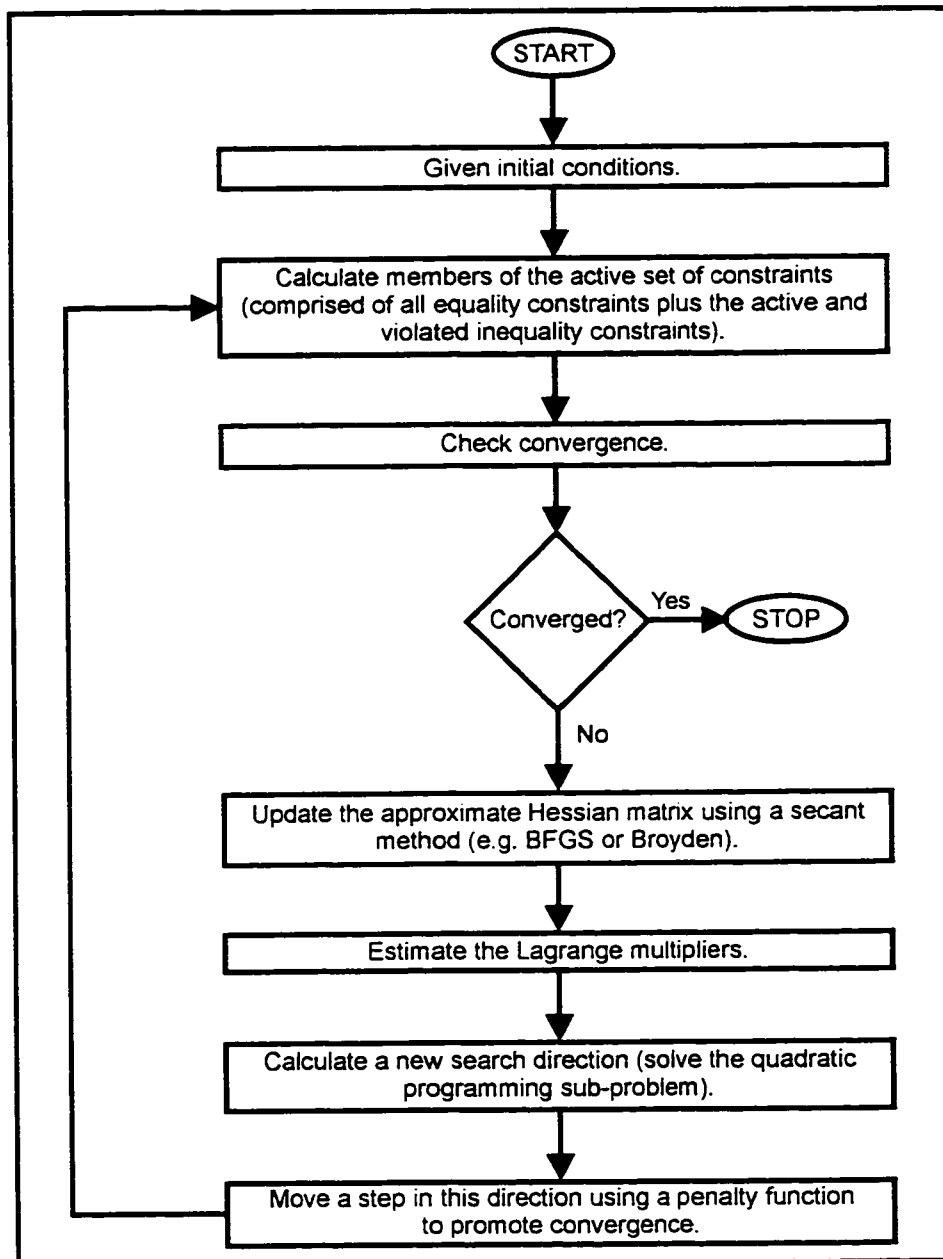 START
Given initial conditions.
Calculate members of the active set of constraints
(comprised of all equality constraints plus the active and
violated inequality constraints).
Check convergence.
Converged?
Yes
STOP
No
Update the approximate Hessian matrix using a secant
method (e.g. BFGS or Broyden).
Estimate the Lagrange multipliers.
Calculate a new search direction (solve the quadratic
programming sub-problem).
Move a step in this direction using a penalty function
to promote convergence.